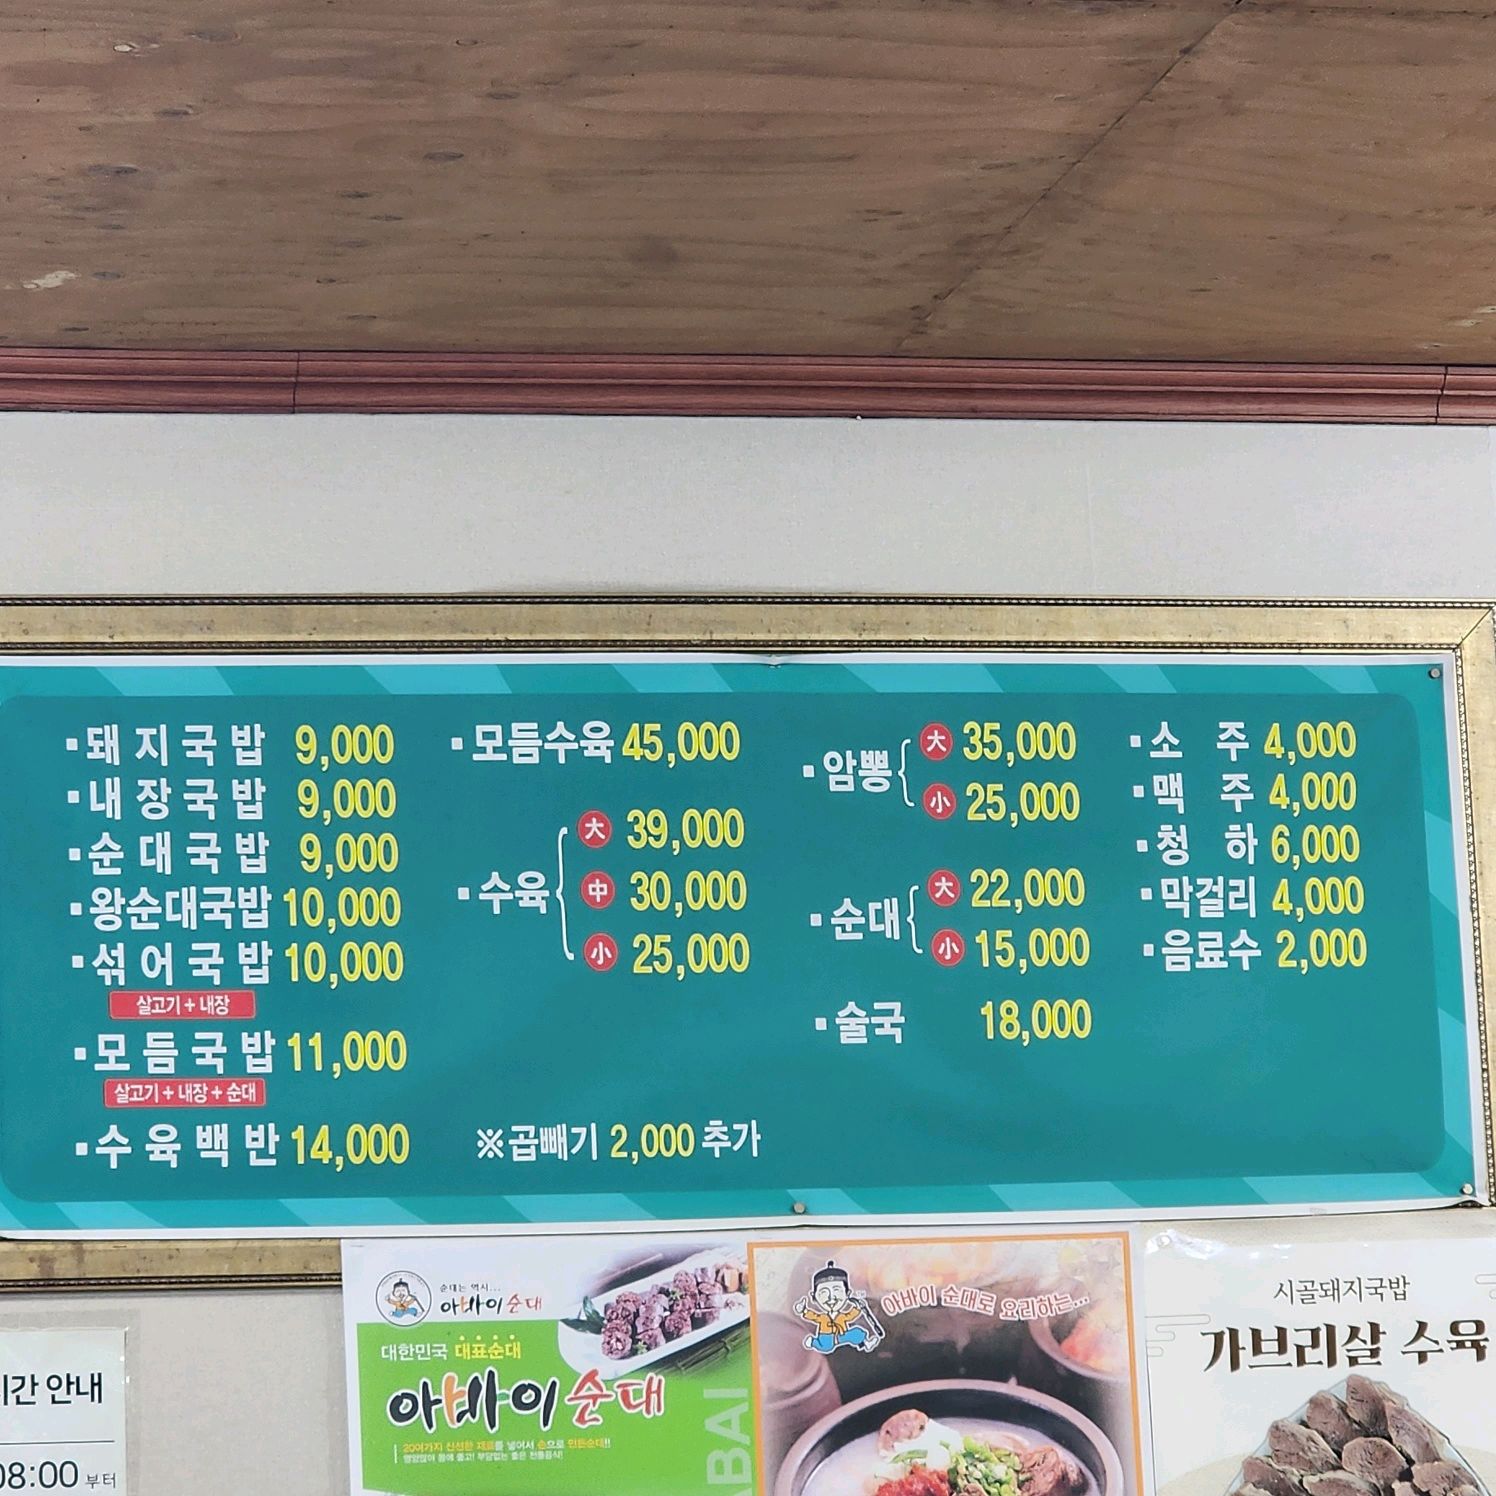 ▪돼지국밥 9,000
▪내장국밥 9,000
▪순대국밥 9,000
▪왕순대국밥 10,000
▪섞어국밥 10,000
살고기+내장
▪모듬국밥 11,000
살고기+내장+순대
▪수육백반 14,000
▪모듬수육 45,000
▪수육
大 39,000
中 30,000
小 25,000
※곱빼기 2,000 추가
▪암뽕
大 35,000
小 25,000
▪순대
大 22,000
小 15,000
▪술국 18,000
▪소주 4,000
▪맥주 4,000
▪청하 6,000
▪막걸리 4,000
▪음료수 2,000
간 안내
08:00 부터
순대는 역시...
아바이순대
대한민국 대표순대
아바이순대
20여가지 신선한 재료를 넣어서 손으로 만든순대!!
BAI
아바이 순대로 요리하는...
시골돼지국밥
가브리살 수육